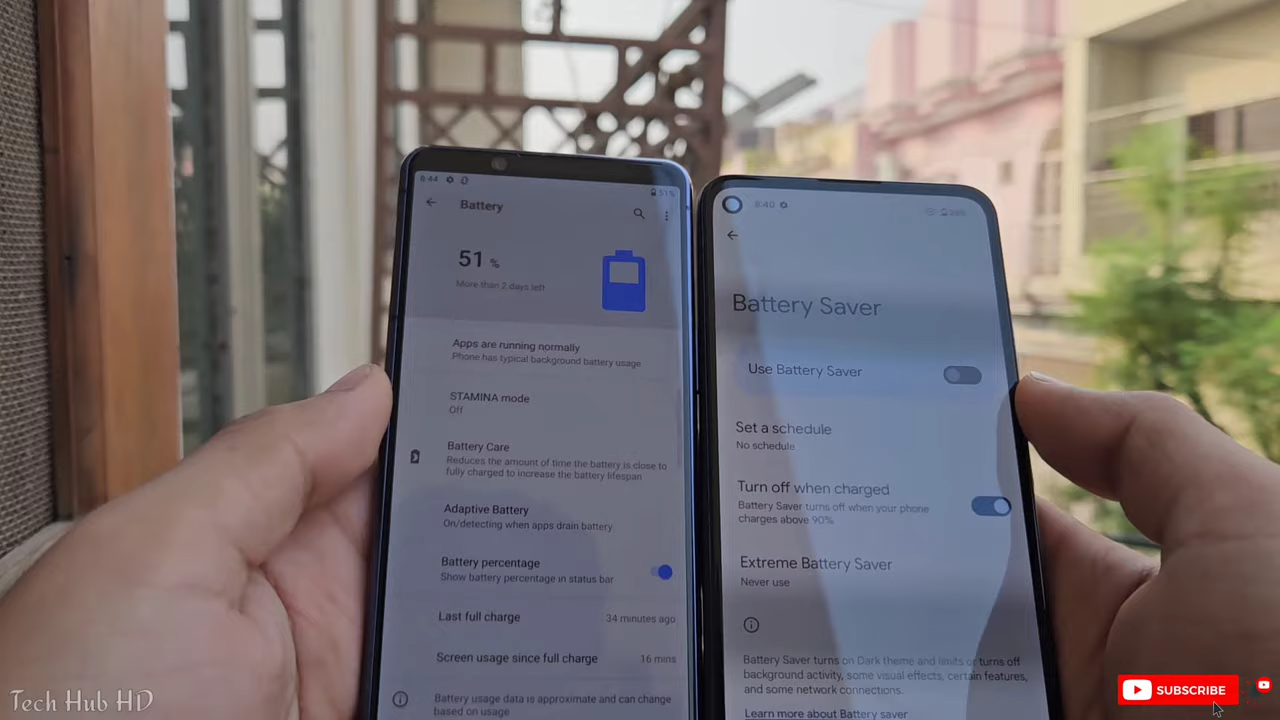 8:44
51%
Battery
51 %
More than 2 days left
Apps are running normally
Phone has typical background battery usage
STAMINA mode
Off
Battery Care
Reduces the amount of time the battery is close to
fully charged to increase the battery lifespan
Adaptive Battery
On/detecting when apps drain battery
Battery percentage
Show battery percentage in status bar
Last full charge
34 minutes ago
Screen usage since full charge
16 mins
Battery usage data is approximate and can change
based on usage
8:40
Battery Saver
Use Battery Saver
Set a schedule
No schedule
Turn off when charged
Battery Saver turns off when your phone
charges above 90%
Extreme Battery Saver
Never use
Battery Saver turns on Dark theme and limits or turns off
background activity, some visual effects, certain features,
and some network connections.
Learn more about Battery saver
Tech Hub HD
SUBSCRIBE